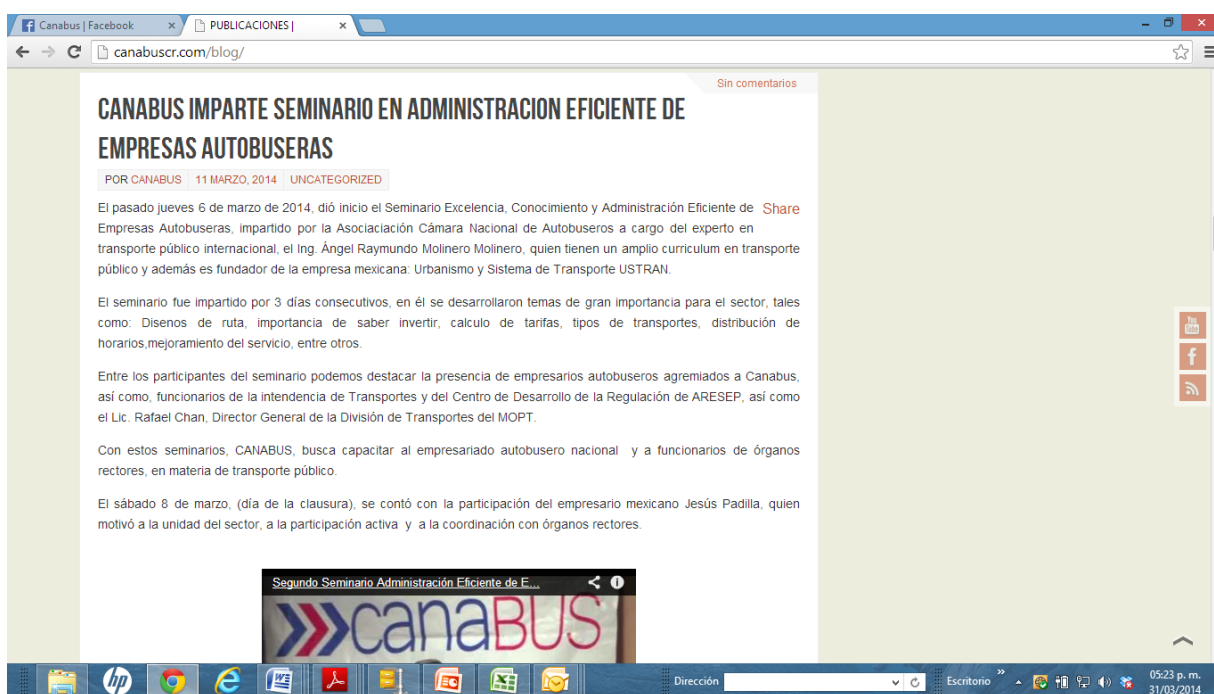 Canabus | Facebook
PUBLICACIONES |
canabuscr.com/blog/
Sin comentarios
CANABUS IMPARTE SEMINARIO EN ADMINISTRACION EFICIENTE DE
EMPRESAS AUTOBUSERAS
POR CANABUS 11 MARZO, 2014 UNCATEGORIZED
El pasado jueves 6 de marzo de 2014, dió inicio el Seminario Excelencia, Conocimiento y Administración Eficiente de Share
Empresas Autobuseras, impartido por la Asociaciación Cámara Nacional de Autobuseros a cargo del experto en
transporte público internacional, el Ing. Ángel Raymundo Molinero Molinero, quien tienen un amplio curriculum en transporte
público y además es fundador de la empresa mexicana: Urbanismo y Sistema de Transporte USTRAN.
El seminario fue impartido por 3 días consecutivos, en él se desarrollaron temas de gran importancia para el sector, tales
como: Disenos de ruta, importancia de saber invertir, calculo de tarifas, tipos de transportes, distribución de
horarios,mejoramiento del servicio, entre otros.
Entre los participantes del seminario podemos destacar la presencia de empresarios autobuseros agremiados a Canabus,
así como, funcionarios de la intendencia de Transportes y del Centro de Desarrollo de la Regulación de ARESEP, así como
el Lic. Rafael Chan, Director General de la División de Transportes del MOPT.
Con estos seminarios, CANABUS, busca capacitar al empresariado autobusero nacional y a funcionarios de órganos
rectores, en materia de transporte público.
El sábado 8 de marzo, (día de la clausura), se contó con la participación del empresario mexicano Jesús Padilla, quien
motivó a la unidad del sector, a la participación activa y a la coordinación con órganos rectores.
Segundo Seminario Administración Eficiente de E...
canaBUS
You
Tube
hp
Dirección
Escritorio
05:23 p. m.
31/03/2014